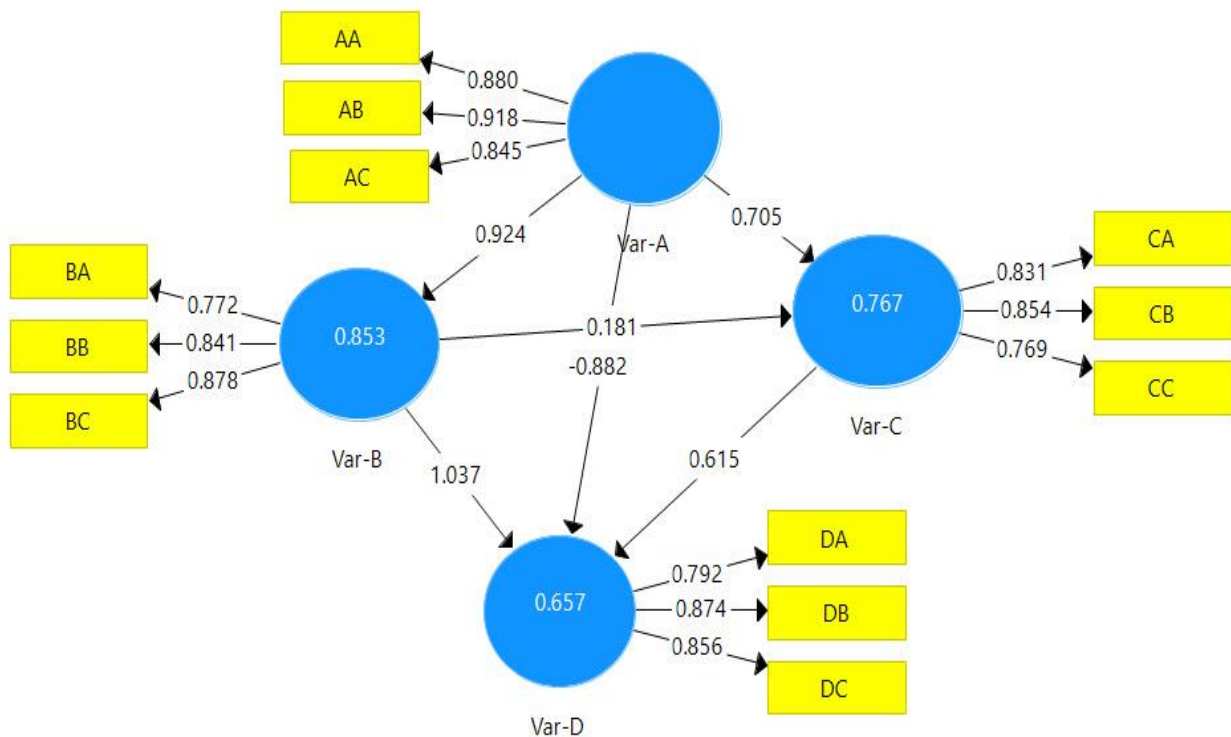 AA
0.880
AB
0.918
AC
0.845
0.924
Var-A
0.705
BA
0.772
BB
0.841
BC
0.878
0.853
Var-B
0.181
-0.882
0.767
Var-C
0.831
CA
0.854
CB
0.769
CC
1.037
0.615
0.657
Var-D
0.792
DA
0.874
DB
0.856
DC